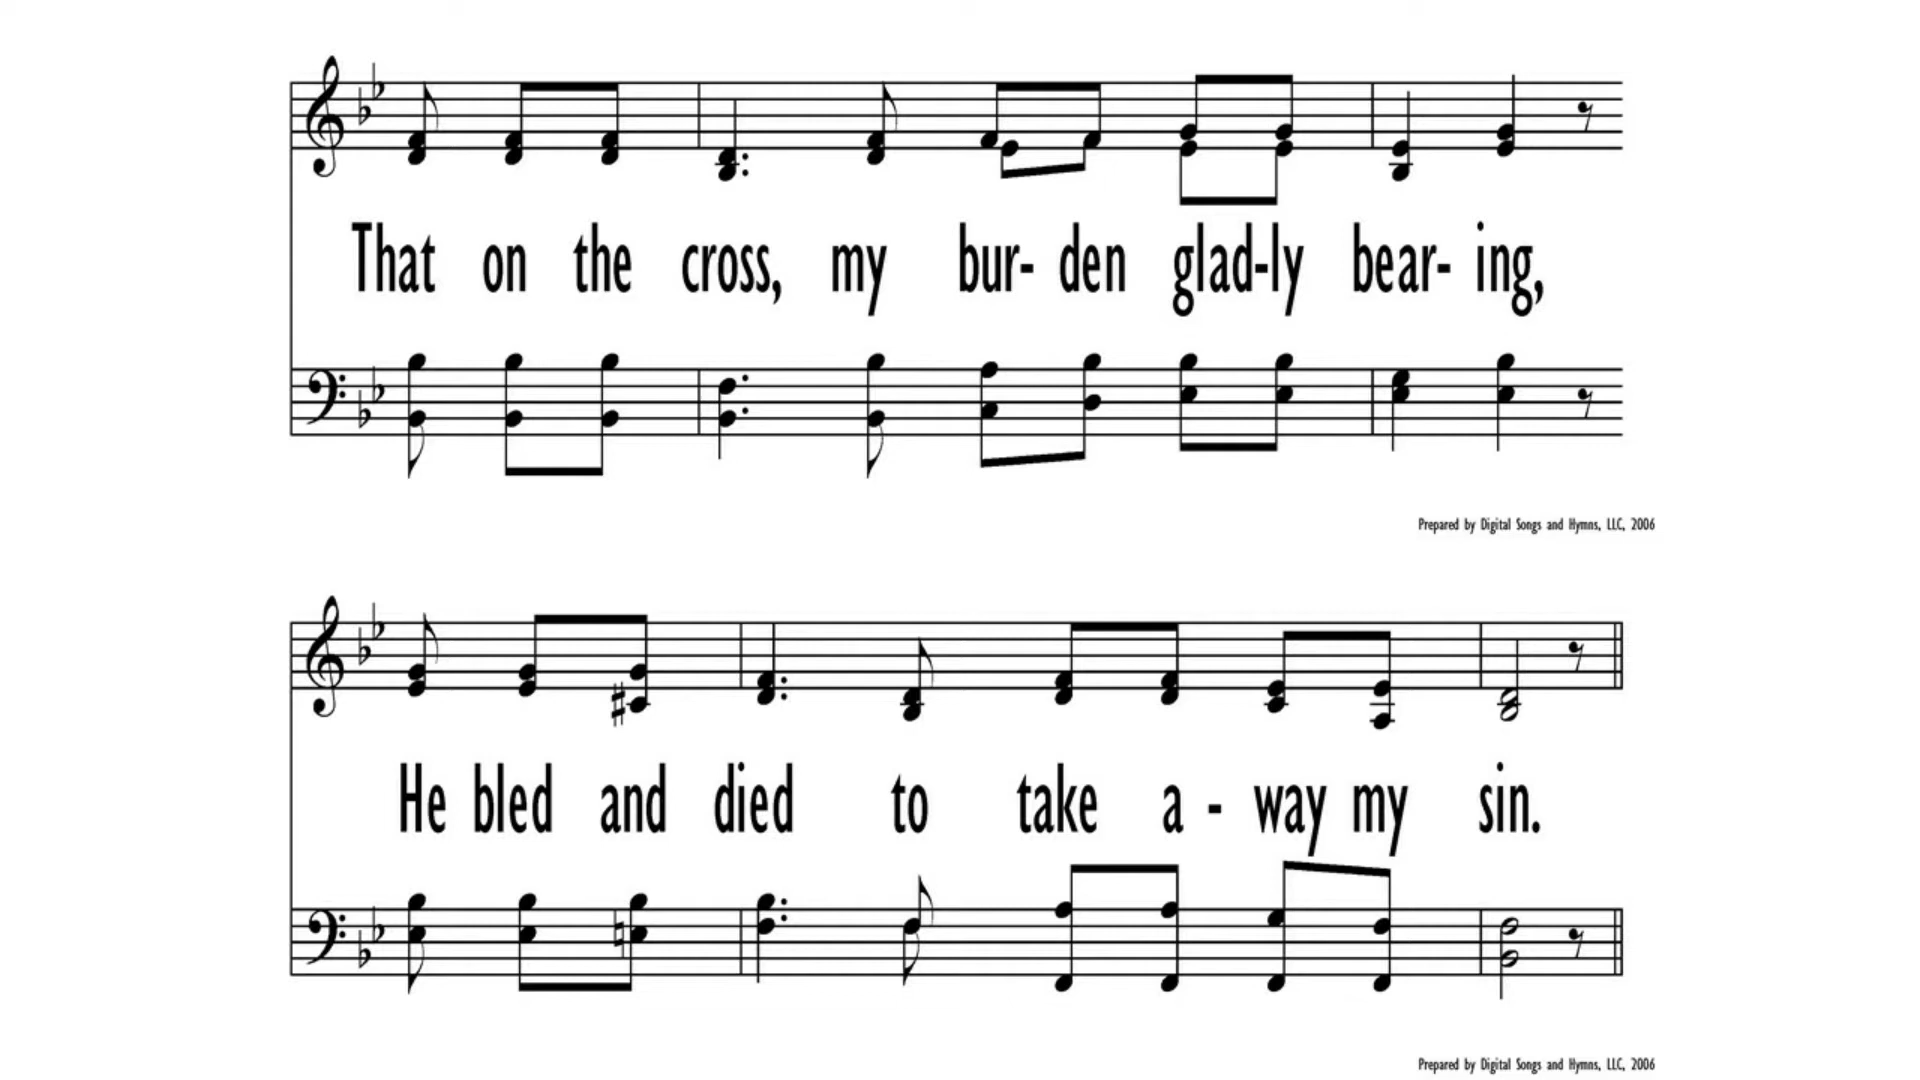 That on the cross, my bur- den glad-ly bear- ing,
Prepared by Digital Songs and Hymns, LLC, 2006
He bled and died to take a - way my sin.
Prepared by Digital Songs and Hymns, LLC, 2006